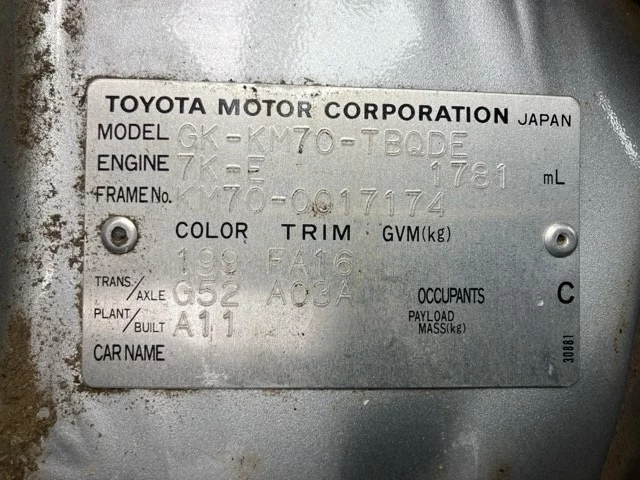 TOYOTA MOTOR CORPORATION JAPAN
MODEL GK-KM70-TBQDE
ENGINE 7K-E 1781 mL
FRAME No. KM70-0017174
COLOR TRIM GVM(kg)
199 FA16
TRANS./AXLE G52 A03A OCCUPANTS C
PLANT/BUILT A11 PAYLOAD MASS(kg)
CAR NAME
30881